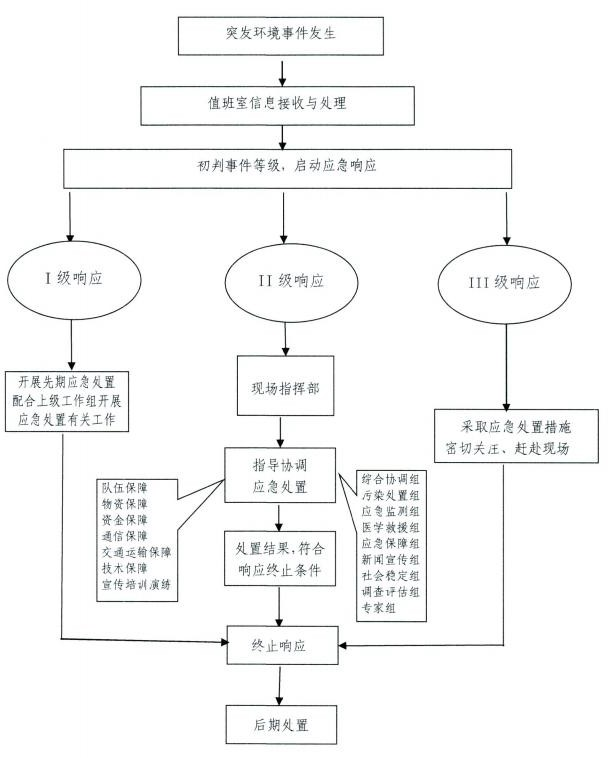 突发环境事件发生
值班室信息接收与处理
初判事件等级，启动应急响应
I 级响应
II 级响应
III 级响应
开展先期应急处置
配合上级工作组开展
应急处置有关工作
现场指挥部
采取应急处置措施
密切关注、赶赴现场
指导协调
应急处置
队伍保障
物资保障
资金保障
通信保障
交通运输保障
技术保障
宣传培训演练
综合协调组
污染处置组
应急监测组
医学救援组
应急保障组
新闻宣传组
社会稳定组
调查评估组
专家组
处置结果，符合
响应终止条件
终止响应
后期处置